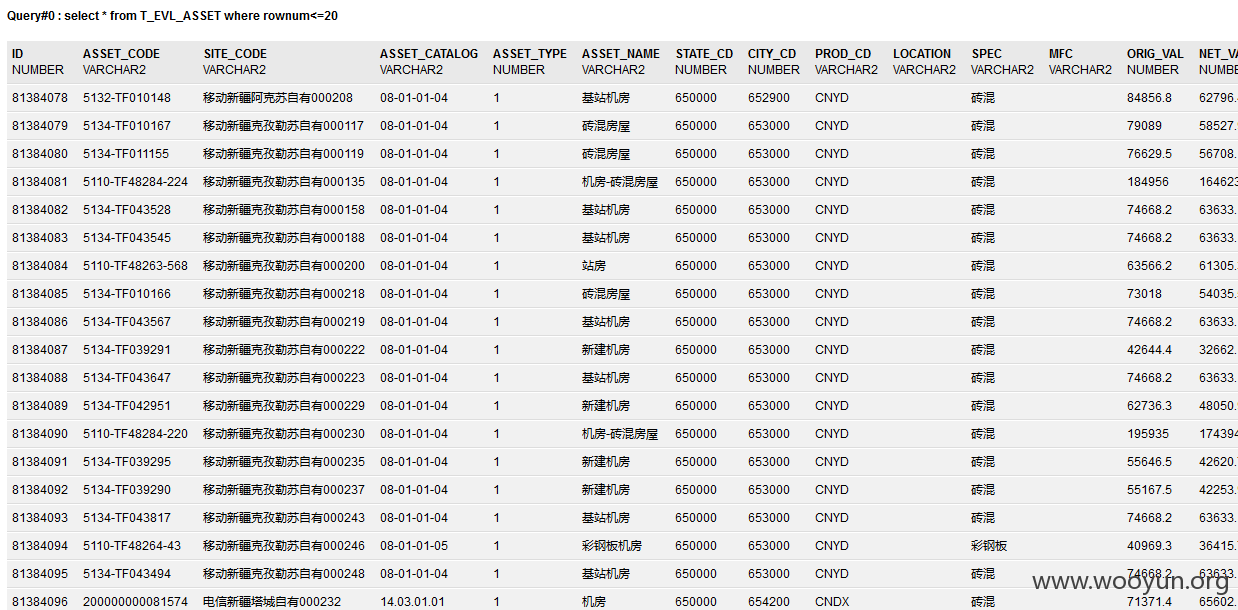 Query#0 : select * from T_EVL_ASSET where rownum<=20
ID ASSET_CODE SITE_CODE ASSET_CATALOG ASSET_TYPE ASSET_NAME STATE_CD CITY_CD PROD_CD LOCATION SPEC MFC ORIG_VAL NET_VA
NUMBER VARCHAR2 VARCHAR2 VARCHAR2 NUMBER VARCHAR2 NUMBER NUMBER VARCHAR2 VARCHAR2 VARCHAR2 VARCHAR2 NUMBER NUMBE
81384078 5132-TF010148 移动新疆阿克苏自有000208 08-01-01-04 1 基站机房 650000 652900 CNYD 砖混 84856.8 62796.
81384079 5134-TF010167 移动新疆克孜勒苏自有000117 08-01-01-04 1 砖混房屋 650000 653000 CNYD 砖混 79089 58527.
81384080 5134-TF011155 移动新疆克孜勒苏自有000119 08-01-01-04 1 砖混房屋 650000 653000 CNYD 砖混 76629.5 56708.
81384081 5110-TF48284-224 移动新疆克孜勒苏自有000135 08-01-01-04 1 机房-砖混房屋 650000 653000 CNYD 砖混 184956 164623
81384082 5134-TF043528 移动新疆克孜勒苏自有000158 08-01-01-04 1 基站机房 650000 653000 CNYD 砖混 74668.2 63633.
81384083 5134-TF043545 移动新疆克孜勒苏自有000188 08-01-01-04 1 基站机房 650000 653000 CNYD 砖混 74668.2 63633.
81384084 5110-TF48263-568 移动新疆克孜勒苏自有000200 08-01-01-04 1 站房 650000 653000 CNYD 砖混 63566.2 61305.
81384085 5134-TF010166 移动新疆克孜勒苏自有000218 08-01-01-04 1 砖混房屋 650000 653000 CNYD 砖混 73018 54035.
81384086 5134-TF043567 移动新疆克孜勒苏自有000219 08-01-01-04 1 基站机房 650000 653000 CNYD 砖混 74668.2 63633.
81384087 5134-TF039291 移动新疆克孜勒苏自有000222 08-01-01-04 1 新建机房 650000 653000 CNYD 砖混 42644.4 32662.
81384088 5134-TF043647 移动新疆克孜勒苏自有000223 08-01-01-04 1 基站机房 650000 653000 CNYD 砖混 74668.2 63633.
81384089 5134-TF042951 移动新疆克孜勒苏自有000229 08-01-01-04 1 新建机房 650000 653000 CNYD 砖混 62736.3 48050.
81384090 5110-TF48284-220 移动新疆克孜勒苏自有000230 08-01-01-04 1 机房-砖混房屋 650000 653000 CNYD 砖混 195935 174394
81384091 5134-TF039295 移动新疆克孜勒苏自有000235 08-01-01-04 1 新建机房 650000 653000 CNYD 砖混 55646.5 42620.
81384092 5134-TF039290 移动新疆克孜勒苏自有000237 08-01-01-04 1 新建机房 650000 653000 CNYD 砖混 55167.5 42253.
81384093 5134-TF043817 移动新疆克孜勒苏自有000243 08-01-01-04 1 基站机房 650000 653000 CNYD 砖混 74668.2 63633.
81384094 5110-TF48264-43 移动新疆克孜勒苏自有000246 08-01-01-05 1 彩钢板机房 650000 653000 CNYD 彩钢板 40969.3 36415.
81384095 5134-TF043494 移动新疆克孜勒苏自有000248 08-01-01-04 1 基站机房 650000 653000 CNYD 砖混 74668.2 63633.
81384096 200000000081574 电信新疆塔城自有000232 14.03.01.01 1 机房 650000 654200 CNDX 砖混 71371.4 65602.
www.wooyun.org